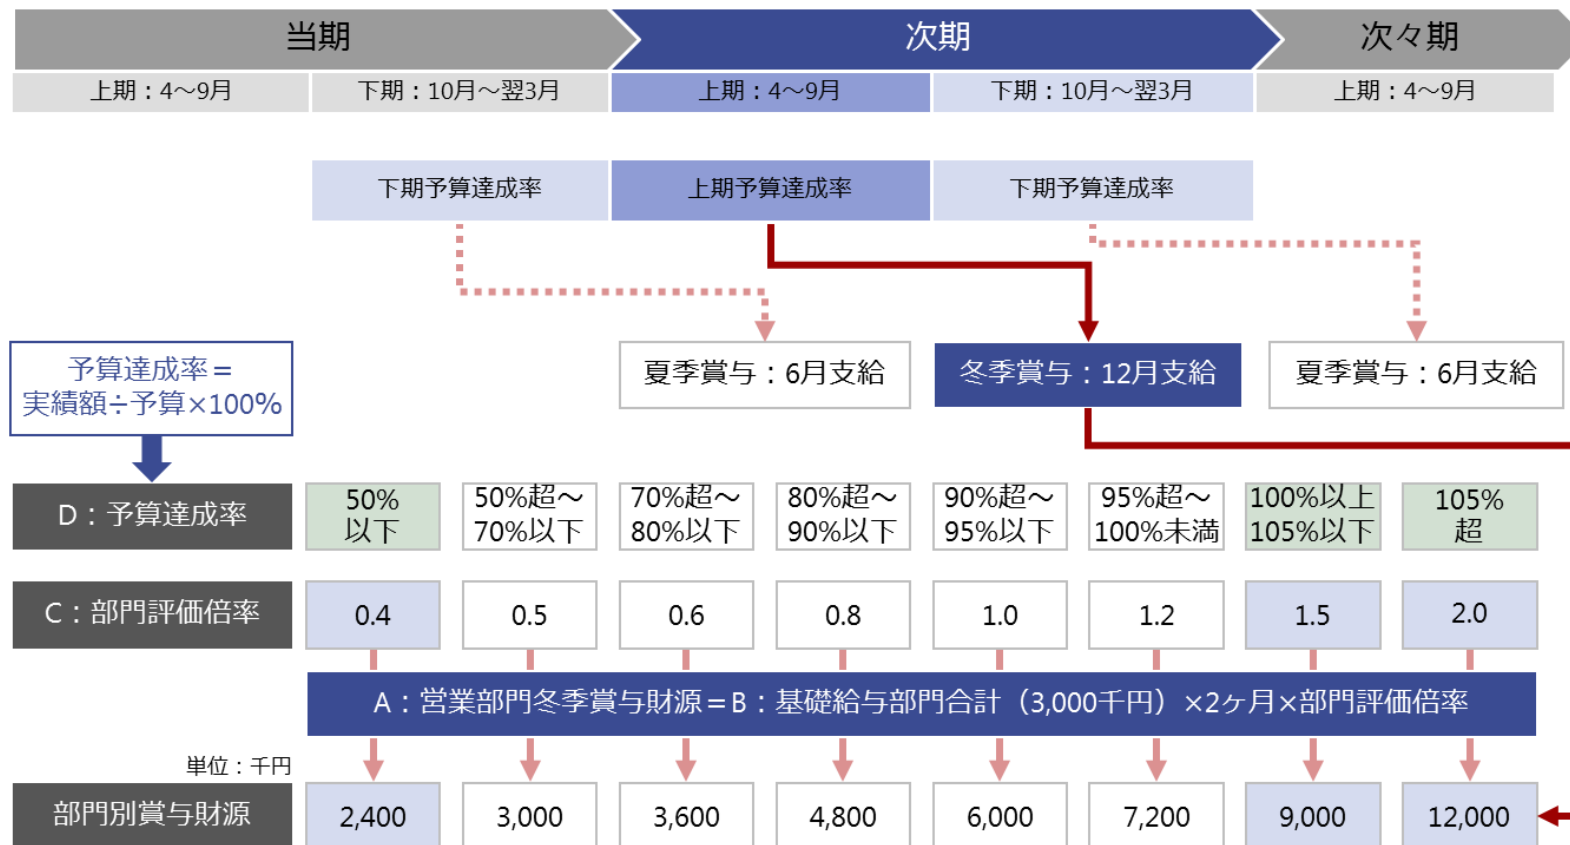 当期
次期
次々期
上期：4～9月
下期：10月～翌3月
上期：4～9月
下期：10月～翌3月
上期：4～9月
下期予算達成率
上期予算達成率
下期予算達成率
夏季賞与：6月支給
冬季賞与：12月支給
夏季賞与：6月支給
予算達成率＝
実績額÷予算×100%
D：予算達成率
50%
以下
50%超～
70%以下
70%超～
80%以下
80%超～
90%以下
90%超～
95%以下
95%超～
100%未満
100%以上
105%以下
105%
超
C：部門評価倍率
0.4
0.5
0.6
0.8
1.0
1.2
1.5
2.0
A：営業部門冬季賞与財源＝B：基礎給与部門合計（3,000千円）×2ヶ月×部門評価倍率
単位：千円
部門別賞与財源
2,400
3,000
3,600
4,800
6,000
7,200
9,000
12,000